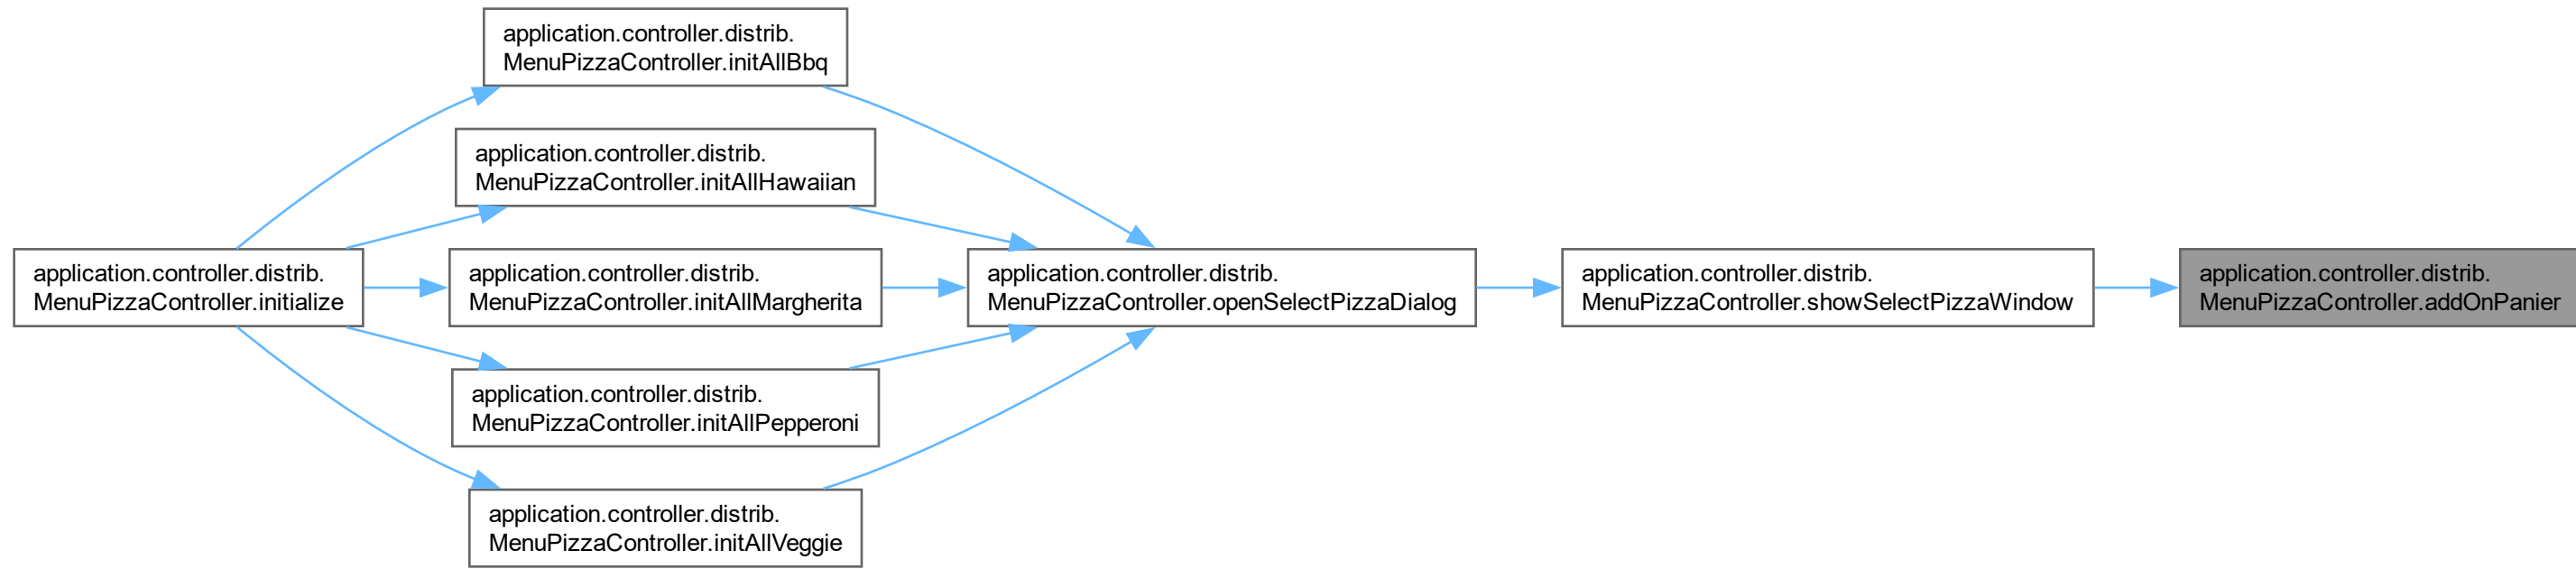 application.controller.distrib.
MenuPizzaController.initAllBbq
application.controller.distrib.
MenuPizzaController.initAllHawaiian
application.controller.distrib.
MenuPizzaController.initialize
application.controller.distrib.
MenuPizzaController.initAllMargherita
application.controller.distrib.
MenuPizzaController.openSelectPizzaDialog
application.controller.distrib.
MenuPizzaController.showSelectPizzaWindow
application.controller.distrib.
MenuPizzaController.addOnPanier
application.controller.distrib.
MenuPizzaController.initAllPepperoni
application.controller.distrib.
MenuPizzaController.initAllVeggie